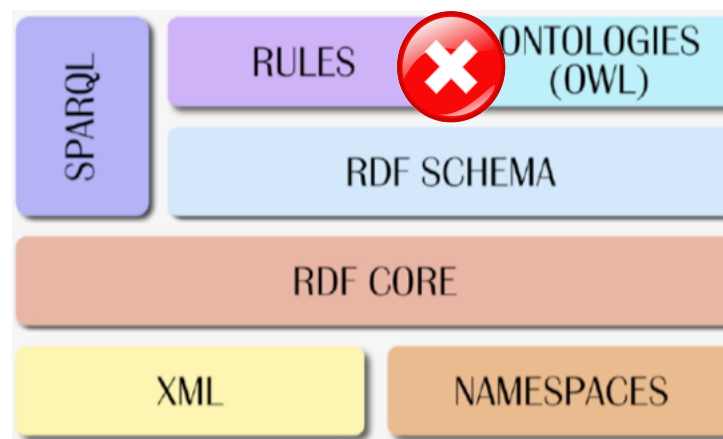 SPARQL
RULES
ONTOLOGIES
(OWL)
RDF SCHEMA
RDF CORE
XML
NAMESPACES